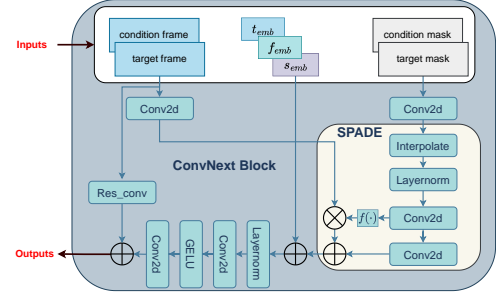 Inputs
condition frame
target frame
t_emb
f_emb
s_emb
condition mask
target mask
Conv2d
Conv2d
SPADE
Interpolate
ConvNext Block
Layernorm
Res_conv
f(·)
Conv2d
Outputs
Conv2d
GELU
Conv2d
Layernorm
Conv2d